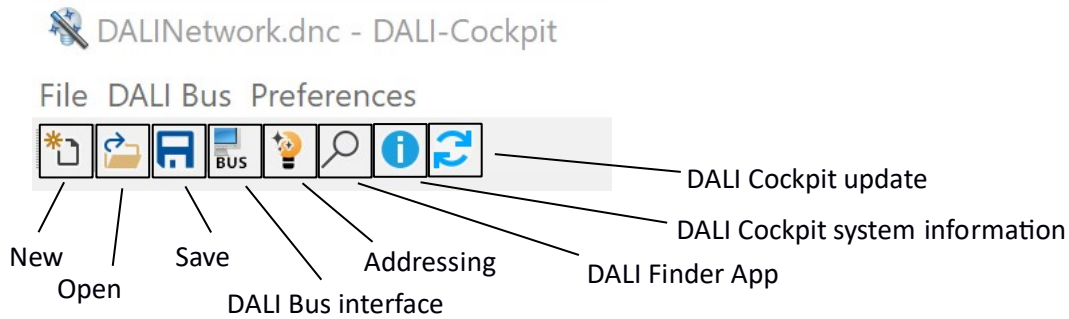 DALINetwork.dnc - DALI-Cockpit
File DALI Bus Preferences
BUS
DALI Cockpit update
DALI Cockpit system information
New
Save
Addressing
DALI Finder App
Open
DALI Bus interface